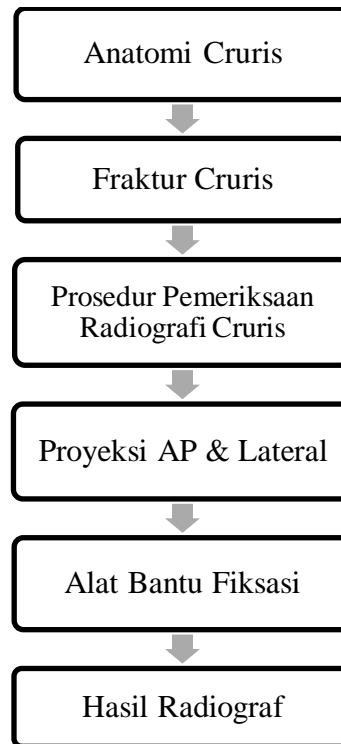 Anatomi Cruris
Fraktur Cruris
Prosedur Pemeriksaan
Radiografi Cruris
Proyeksi AP & Lateral
Alat Bantu Fiksasi
Hasil Radiograf